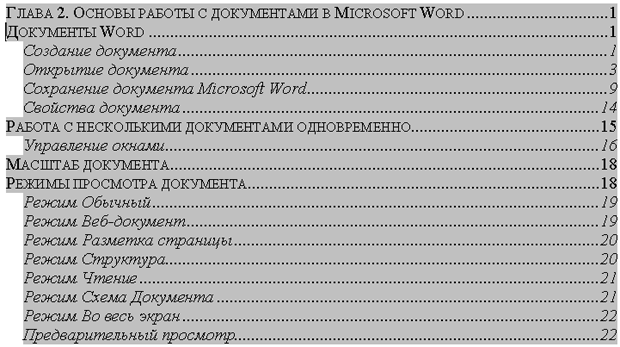 Глава 2. Основы работы с документами в Microsoft Word ........ 1
Документы Word ........ 1
Создание документа ........ 1
Открытие документа ........ 3
Сохранение документа Microsoft Word ........ 9
Свойства документа ........ 14
Работа с несколькими документами одновременно ........ 15
Управление окнами ........ 16
Масштаб документа ........ 18
Режимы просмотра документа ........ 18
Режим Обычный ........ 19
Режим Веб-документ ........ 19
Режим Разметка страницы ........ 20
Режим Структура ........ 20
Режим Чтение ........ 21
Режим Схема Документа ........ 21
Режим Во весь экран ........ 22
Предварительный просмотр ........ 22